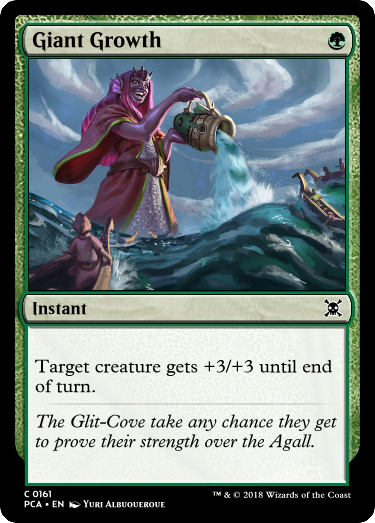 Giant Growth
Instant
Target creature gets +3/+3 until end
of turn.
The Glit-Cove take any chance they get
to prove their strength over the Agall.
C 0161
PCA • EN Yuri Albuquerque
™ & © 2018 Wizards of the Coast